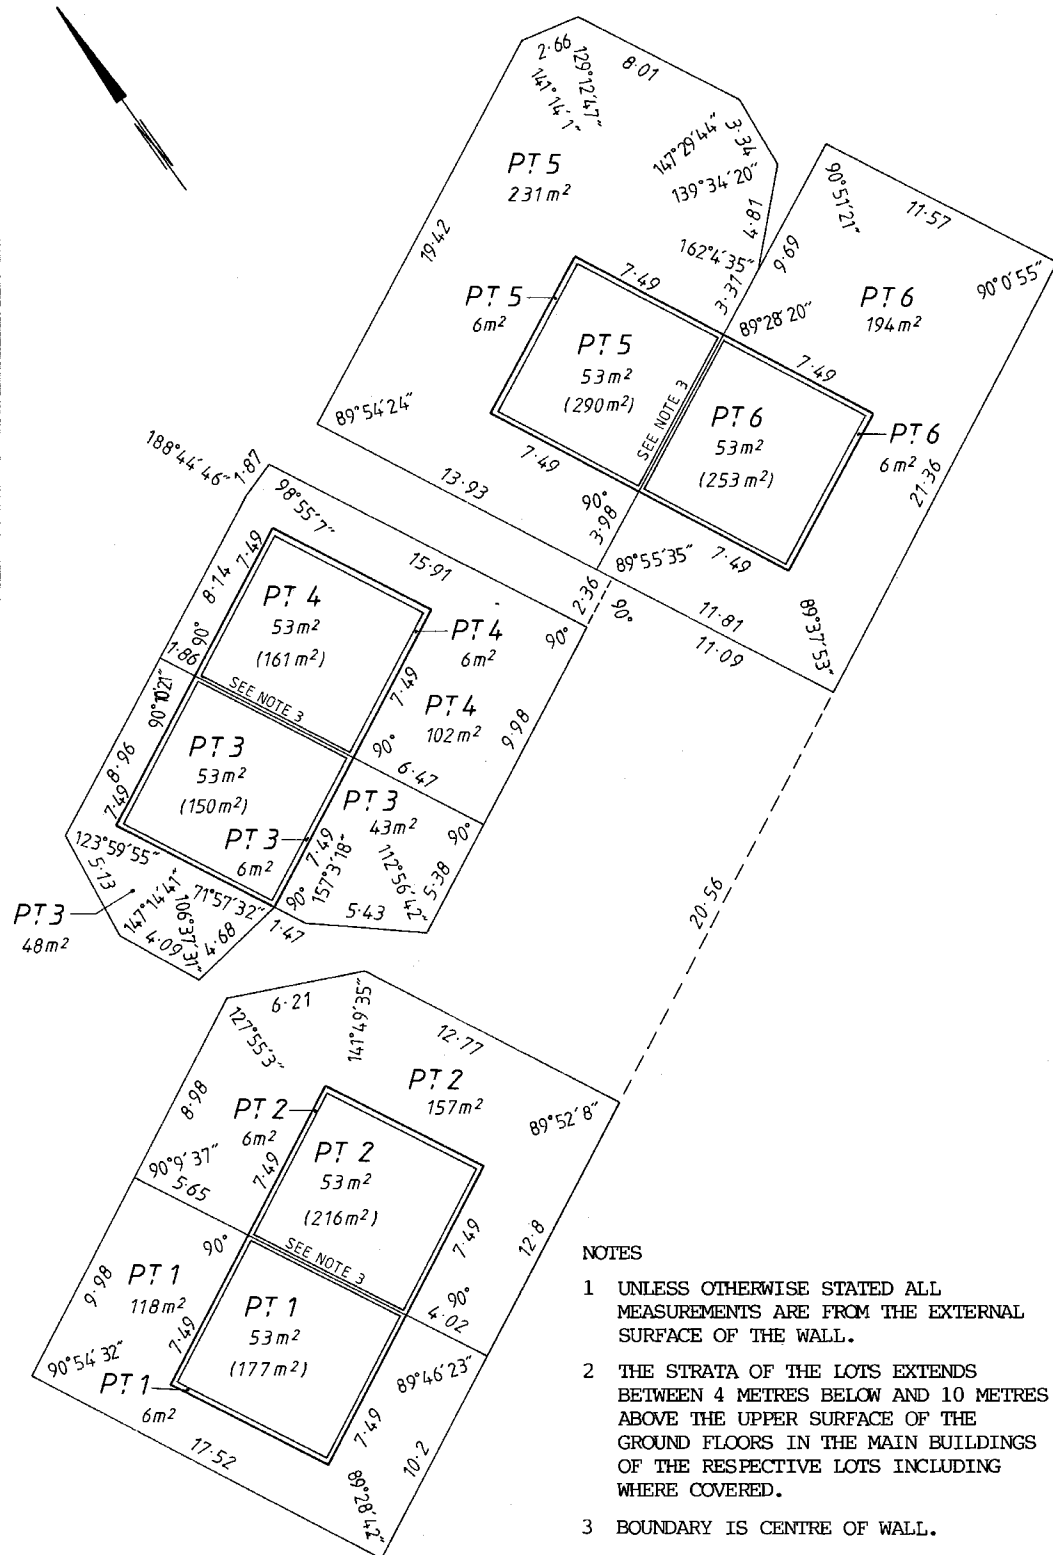 2·66
129°12′47″
141°14′1″
8·01
147°29′44″
3·34
139°34′20″
4·81
162°4′35″
PT 5
231m²
19·42
90°51′21″
11·57
9·69
90°0′55″
PT 6
194m²
7·49
3·31
89°28′20″
PT 5
6m²
PT 5
53m²
(290m²)
SEE NOTE 3
7·49
PT 6
53m²
(253m²)
PT 6
6m²
89°54′24″
7·49
13·93
90°
3·98
89°55′35″
7·49
21·36
188°44′46″
1·87
98°55′7″
15·91
2·36
90°
11·81
11·09
89°37′53″
7·49
8·14
PT 4
53m²
(161m²)
PT 4
6m²
90°
90°
1·86
SEE NOTE 3
7·49
PT 4
102m²
9·98
90°10′21″
PT 3
53m²
(150m²)
90°
6·47
8·96
7·49
PT 3
43m²
90°
PT 3
6m²
7·49
157°3′18″
112°56′42″
5·38
123°59′55″
5·13
147°14′41″
106°37′37″
71°57′32″
90°
5·43
1·47
4·68
4·09
PT 3
48m²
20·56
6·21
127°55′3″
141°49′35″
12·77
8·98
PT 2
157m²
89°52′8″
PT 2
6m²
7·49
PT 2
53m²
(216m²)
90°9′37″
5·65
90°
SEE NOTE 3
7·49
12·8
90°
4·02
PT 1
118m²
9·98
7·49
PT 1
53m²
(177m²)
90°54′32″
PT 1
6m²
89°46′23″
7·49
10·2
17·52
89°28′42″
NOTES
1 UNLESS OTHERWISE STATED ALL
MEASUREMENTS ARE FROM THE EXTERNAL
SURFACE OF THE WALL.
2 THE STRATA OF THE LOTS EXTENDS
BETWEEN 4 METRES BELOW AND 10 METRES
ABOVE THE UPPER SURFACE OF THE
GROUND FLOORS IN THE MAIN BUILDINGS
OF THE RESPECTIVE LOTS INCLUDING
WHERE COVERED.
3 BOUNDARY IS CENTRE OF WALL.